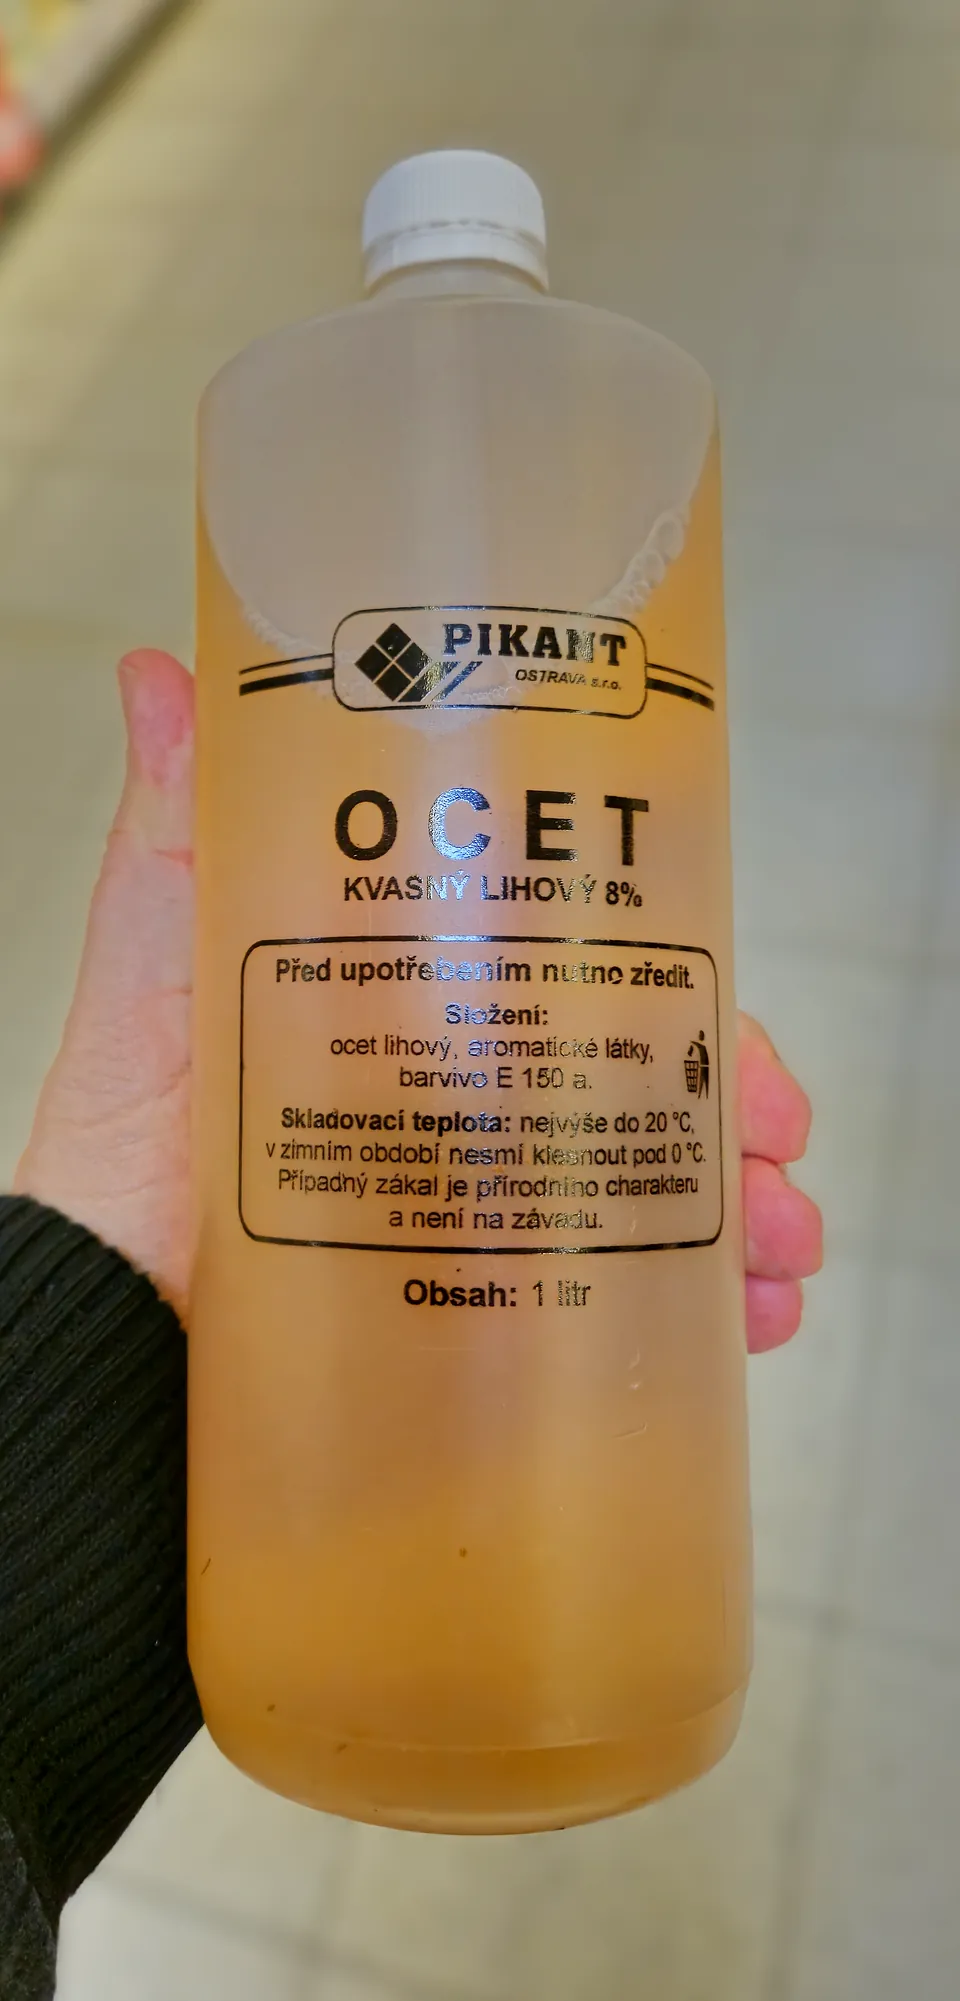 PIKANT
OSTRAVA s.r.o.
OCET
KVASNÝ LIHOVÝ 8%
Před upotřebením nutno zředit.
Složení:
ocet lihový, aromatické látky,
barvivo E 150 a.
Skladovací teplota: nejvýše do 20 °C,
v zimním období nesmí klesnout pod 0 °C.
Případný zákal je přírodního charakteru
a není na závadu.
Obsah: 1 litr